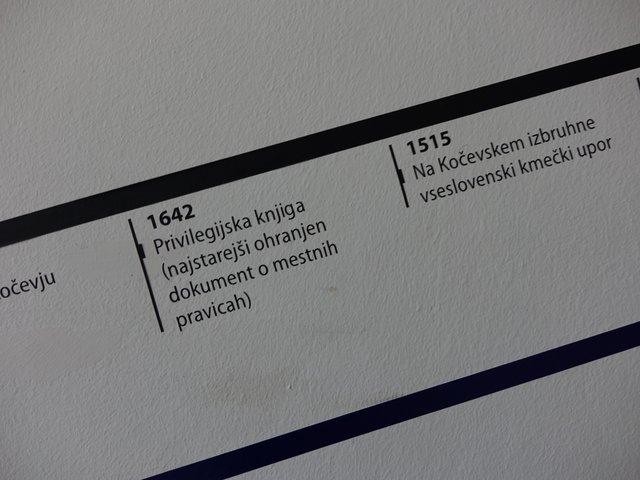 očevju
1642
Privilegijska knjiga
(najstarejši ohranjen
dokument o mestnih
pravicah)
1515
Na Kočevskem izbruhne
vseslovenski kmečki upor